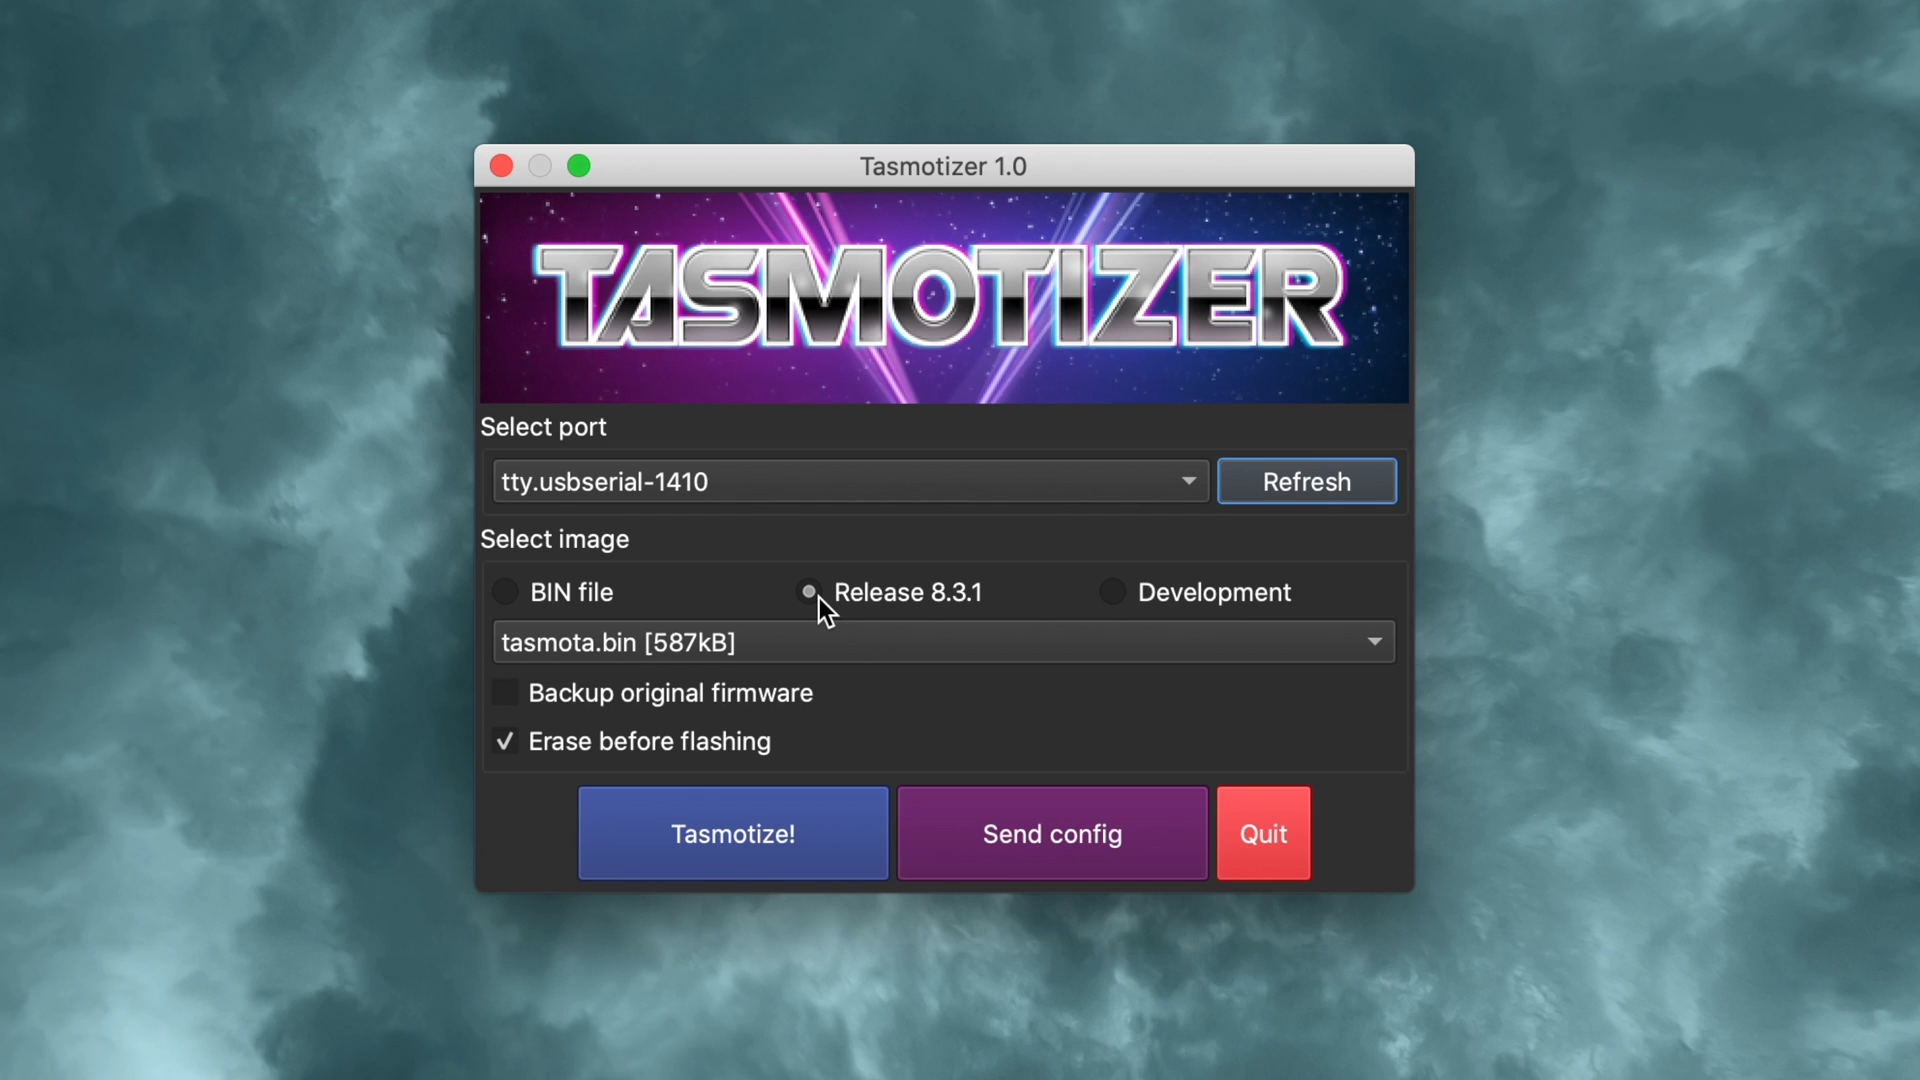 Tasmotizer 1.0
TASMOTIZER
Select port
tty.usbserial-1410
Refresh
Select image
BIN file
Release 8.3.1
Development
tasmota.bin [587kB]
Backup original firmware
Erase before flashing
Tasmotize!
Send config
Quit